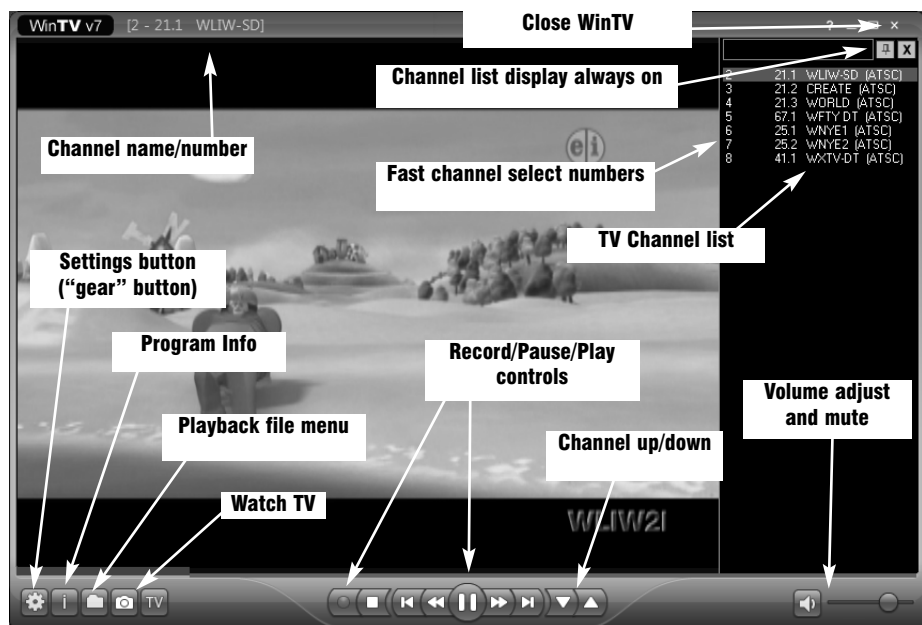 WinTV v7 [2 - 21.1 WLIW-SD]
Close WinTV
? X
Channel list display always on
2 21.1 WLIW-SD (ATSC)
3 21.2 CREATE (ATSC)
4 21.3 WORLD (ATSC)
5 67.1 WFTY DT (ATSC)
6 25.1 WNYE1 (ATSC)
7 25.2 WNYE2 (ATSC)
8 41.1 WXTV-DT (ATSC)
Channel name/number
e i
Fast channel select numbers
TV Channel list
Settings button
(“gear” button)
Program Info
Record/Pause/Play
controls
Volume adjust
and mute
Playback file menu
Channel up/down
Watch TV
WLIW21
i TV